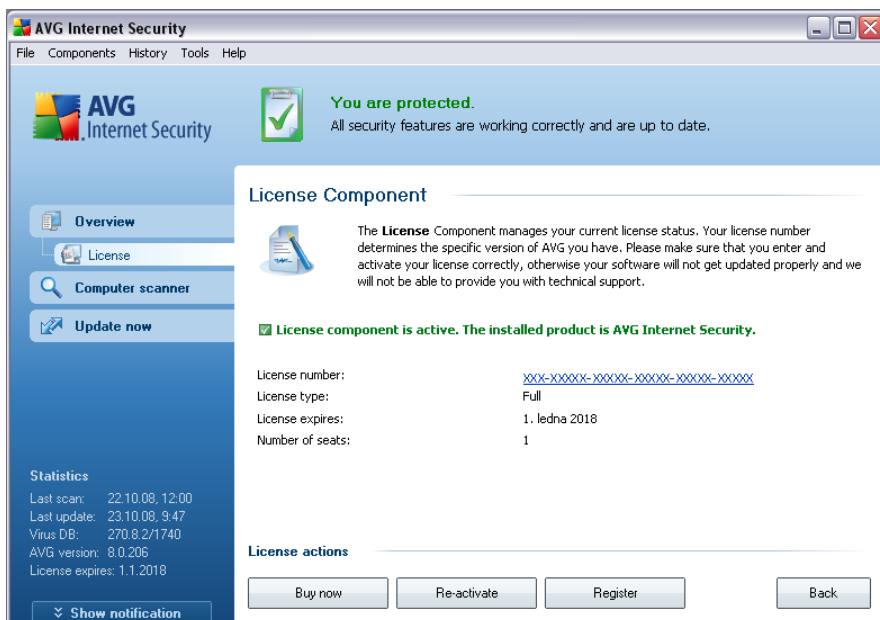 AVG Internet Security
File Components History Tools Help
AVG
Internet Security
You are protected.
All security features are working correctly and are up to date.
Overview
License
Computer scanner
Update now
License Component
The License Component manages your current license status. Your license number
determines the specific version of AVG you have. Please make sure that you enter and
activate your license correctly, otherwise your software will not get updated properly and we
will not be able to provide you with technical support.
License component is active. The installed product is AVG Internet Security.
License number: XXX-XXXXX-XXXXX-XXXXX-XXXXX-XXXXX
License type: Full
License expires: 1. ledna 2018
Number of seats: 1
Statistics
Last scan: 22.10.08, 12:00
Last update: 23.10.08, 9:47
Virus DB: 270.8.2/1740
AVG version: 8.0.206
License expires: 1.1.2018
Show notification
License actions
Buy now Re-activate Register Back